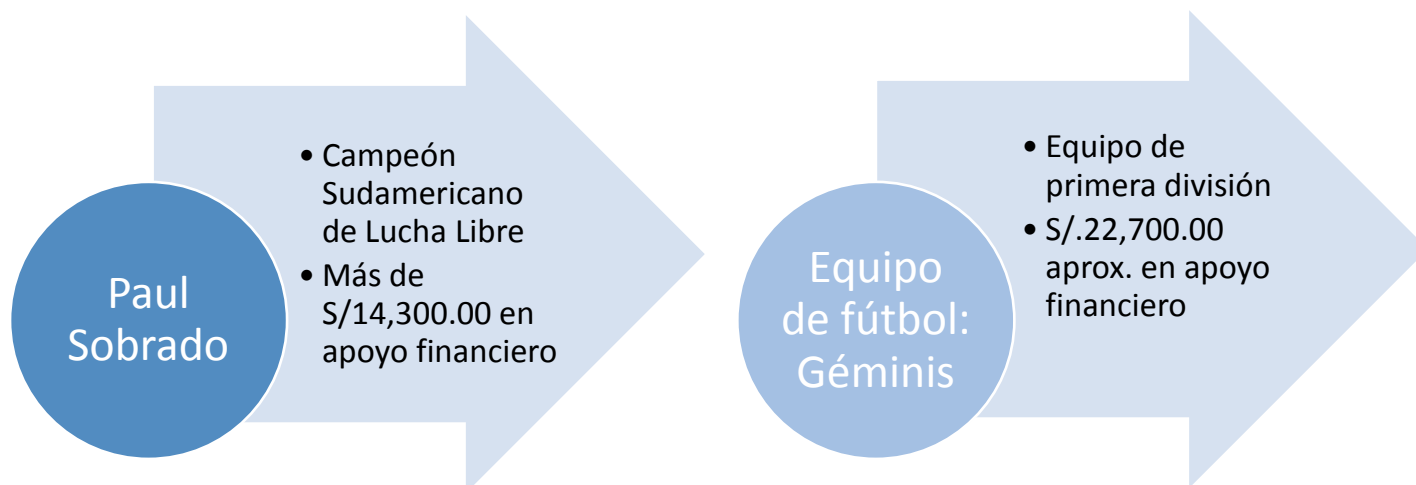 Paul
Sobrado
• Campeón
Sudamericano
de Lucha Libre
• Más de
S/14,300.00 en
apoyo financiero
Equipo
de fútbol:
Géminis
• Equipo de
primera división
• S/.22,700.00
aprox. en apoyo
financiero